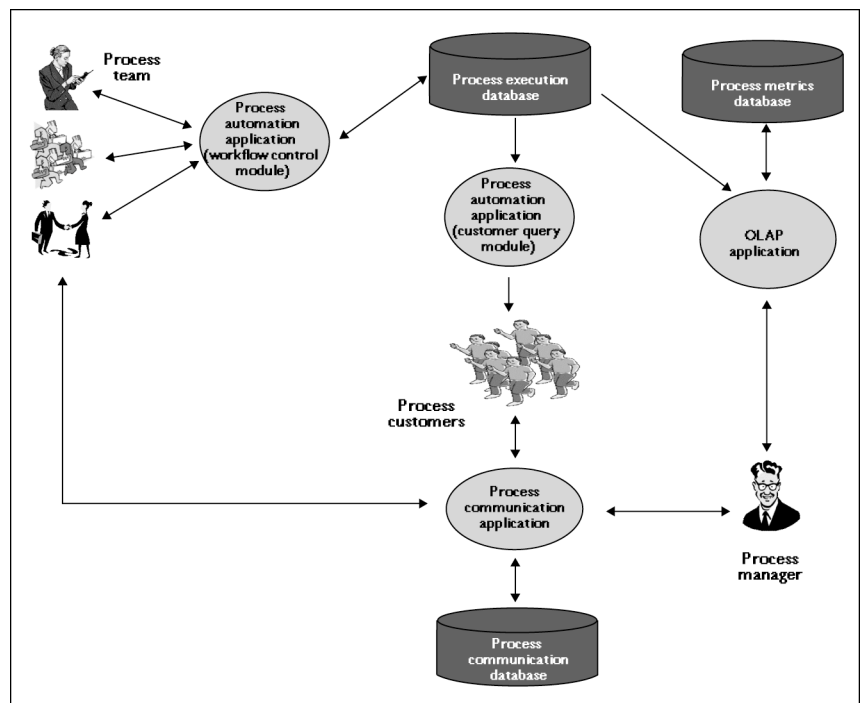 Process
team
Process execution
database
Process metrics
database
Process
automation
application
(workflow control
module)
Process
automation
application
(customer query
module)
OLAP
application
Process
customers
Process
communication
application
Process
manager
Process
communication
database